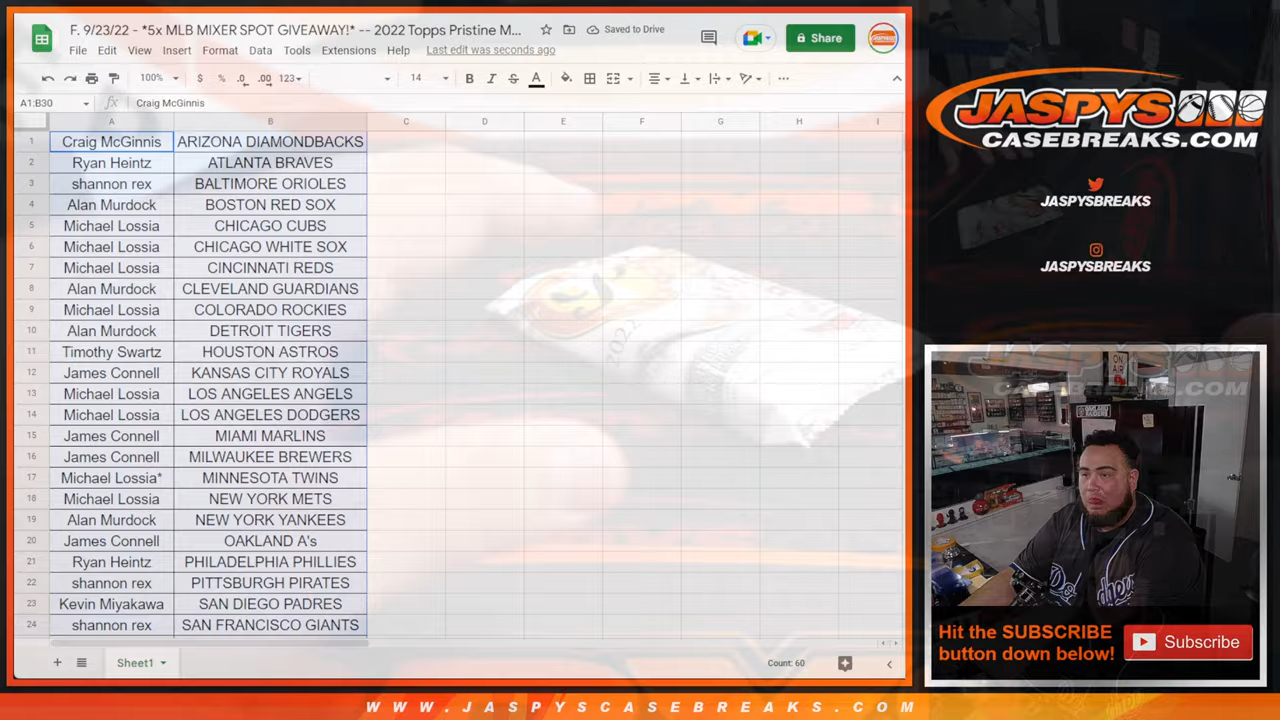 F. 9/23/22 - *5x MLB MIXER SPOT GIVEAWAY!* -- 2022 Topps Pristine M...
Saved to Drive
Share
File Edit View Insert Format Data Tools Extensions Help Last edit was seconds ago
100% $ % .0 .00 123 14 B I S A
A1:B30 fx Craig McGinnis
A B C D E F G H I
1 Craig McGinnis ARIZONA DIAMONDBACKS
2 Ryan Heintz ATLANTA BRAVES
3 shannon rex BALTIMORE ORIOLES
4 Alan Murdock BOSTON RED SOX
5 Michael Lossia CHICAGO CUBS
6 Michael Lossia CHICAGO WHITE SOX
7 Michael Lossia CINCINNATI REDS
8 Alan Murdock CLEVELAND GUARDIANS
9 Michael Lossia COLORADO ROCKIES
10 Alan Murdock DETROIT TIGERS
11 Timothy Swartz HOUSTON ASTROS
12 James Connell KANSAS CITY ROYALS
13 Michael Lossia LOS ANGELES ANGELS
14 Michael Lossia LOS ANGELES DODGERS
15 James Connell MIAMI MARLINS
16 James Connell MILWAUKEE BREWERS
17 Michael Lossia* MINNESOTA TWINS
18 Michael Lossia NEW YORK METS
19 Alan Murdock NEW YORK YANKEES
20 James Connell OAKLAND A's
21 Ryan Heintz PHILADELPHIA PHILLIES
22 shannon rex PITTSBURGH PIRATES
23 Kevin Miyakawa SAN DIEGO PADRES
24 shannon rex SAN FRANCISCO GIANTS
Sheet1
Count: 60
2022
JASPYS
CASEBREAKS.COM
JASPYSBREAKS
JASPYSBREAKS
CASEBREAKS.COM
ON
AIR
OAKLAND
RAIDERS
Hit the SUBSCRIBE
button down below!
Subscribe
WWW.JASPYSCASEBREAKS.COM